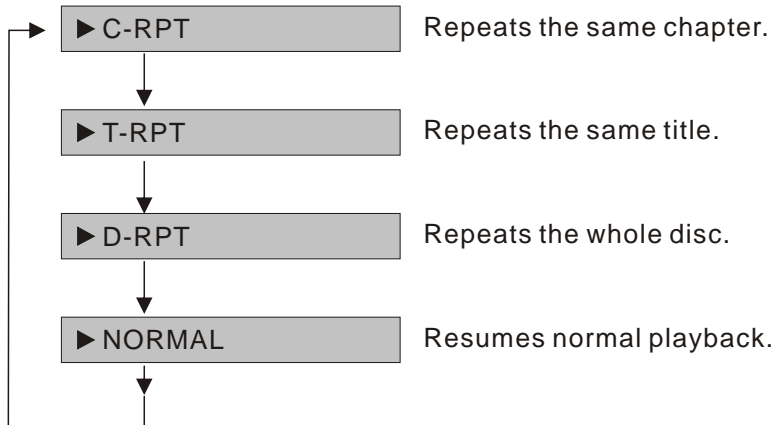 ▶ C-RPT Repeats the same chapter.
▶ T-RPT Repeats the same title.
▶ D-RPT Repeats the whole disc.
▶ NORMAL Resumes normal playback.